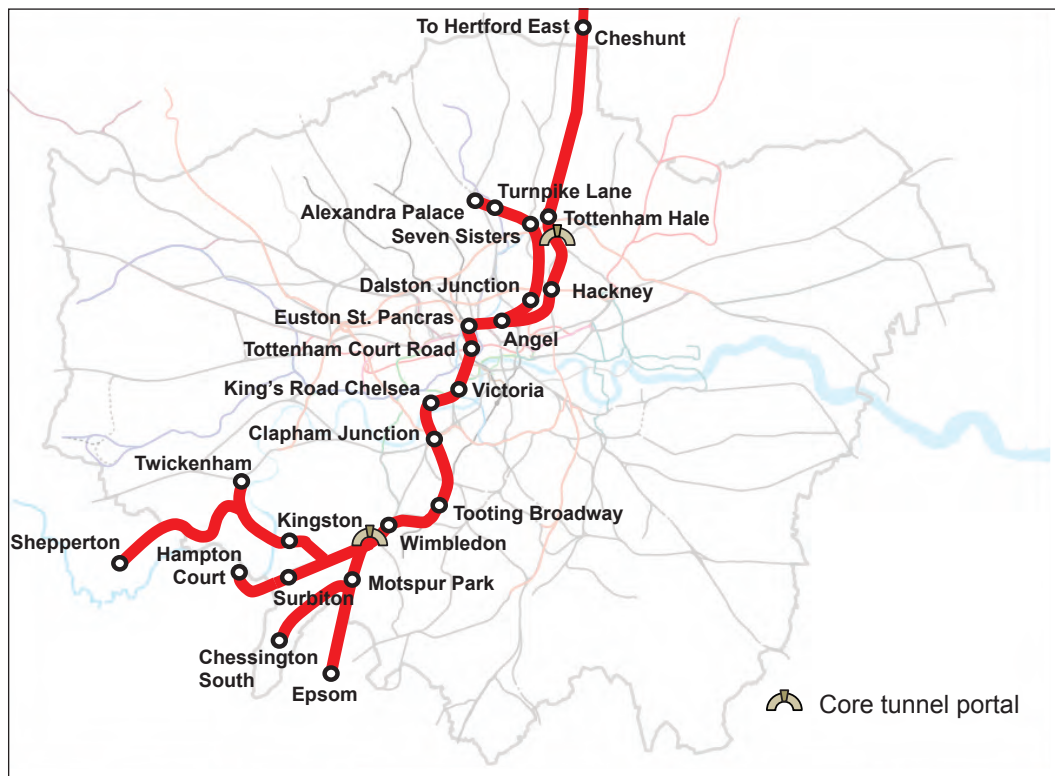 To Hertford East
Cheshunt
Turnpike Lane
Alexandra Palace
Tottenham Hale
Seven Sisters
Dalston Junction
Hackney
Euston St. Pancras
Angel
Tottenham Court Road
King's Road Chelsea
Victoria
Clapham Junction
Twickenham
Kingston
Tooting Broadway
Shepperton
Wimbledon
Hampton
Court
Motspur Park
Surbiton
Chessington
South
Epsom
Core tunnel portal